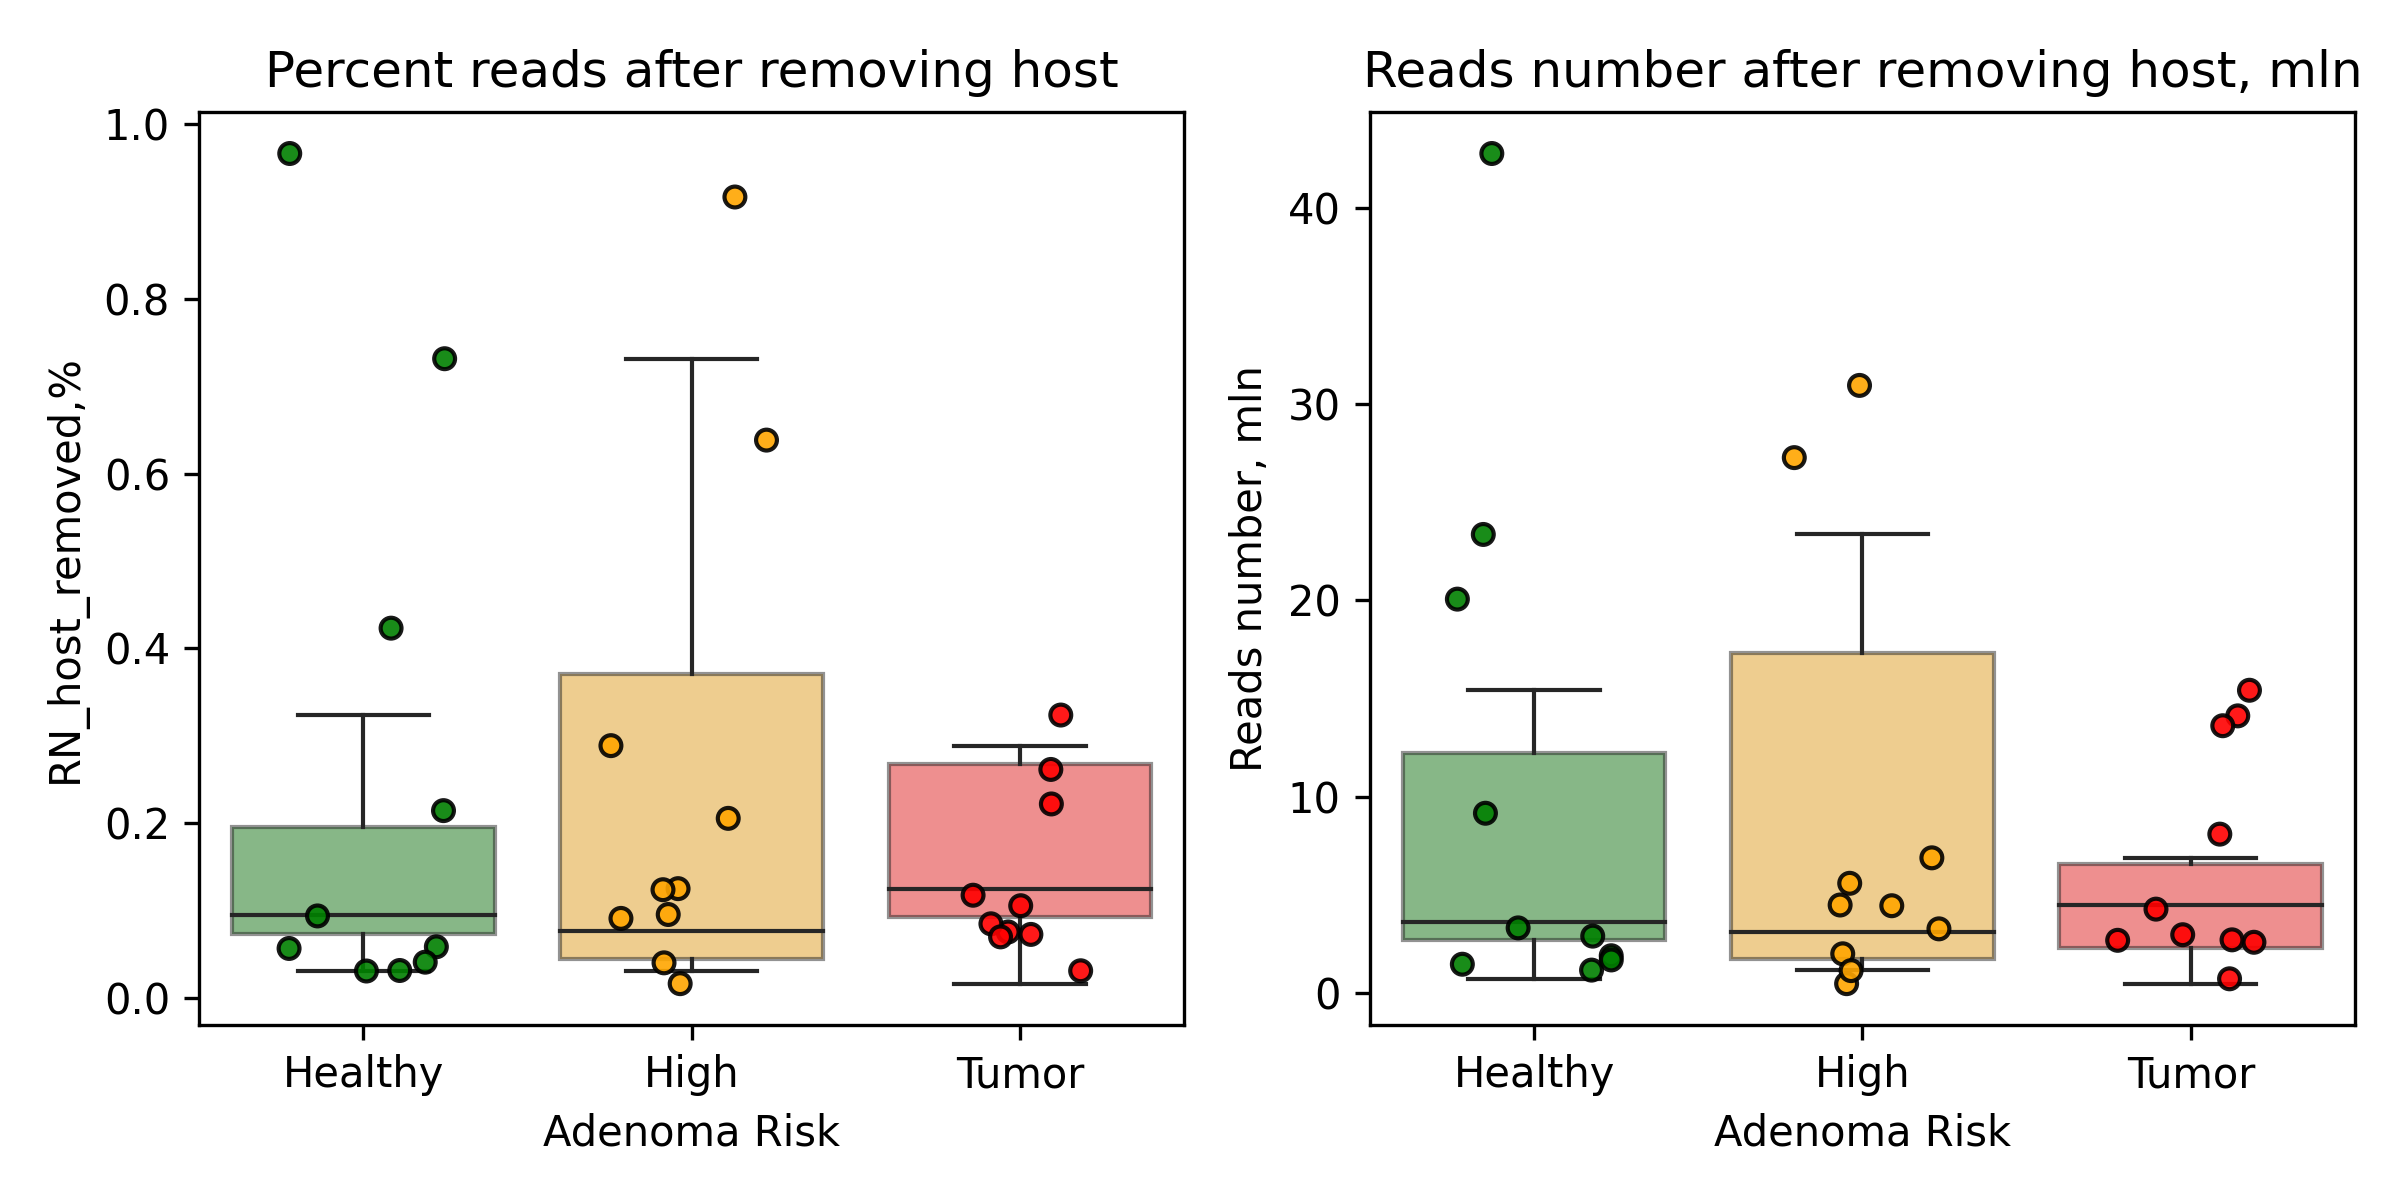 Percent reads after removing host
Reads number after removing host, mln
RN_host_removed,%
1.0
0.8
0.6
0.4
0.2
0.0
Healthy
High
Tumor
Adenoma Risk
Reads number, mln
40
30
20
10
0
Healthy
High
Tumor
Adenoma Risk